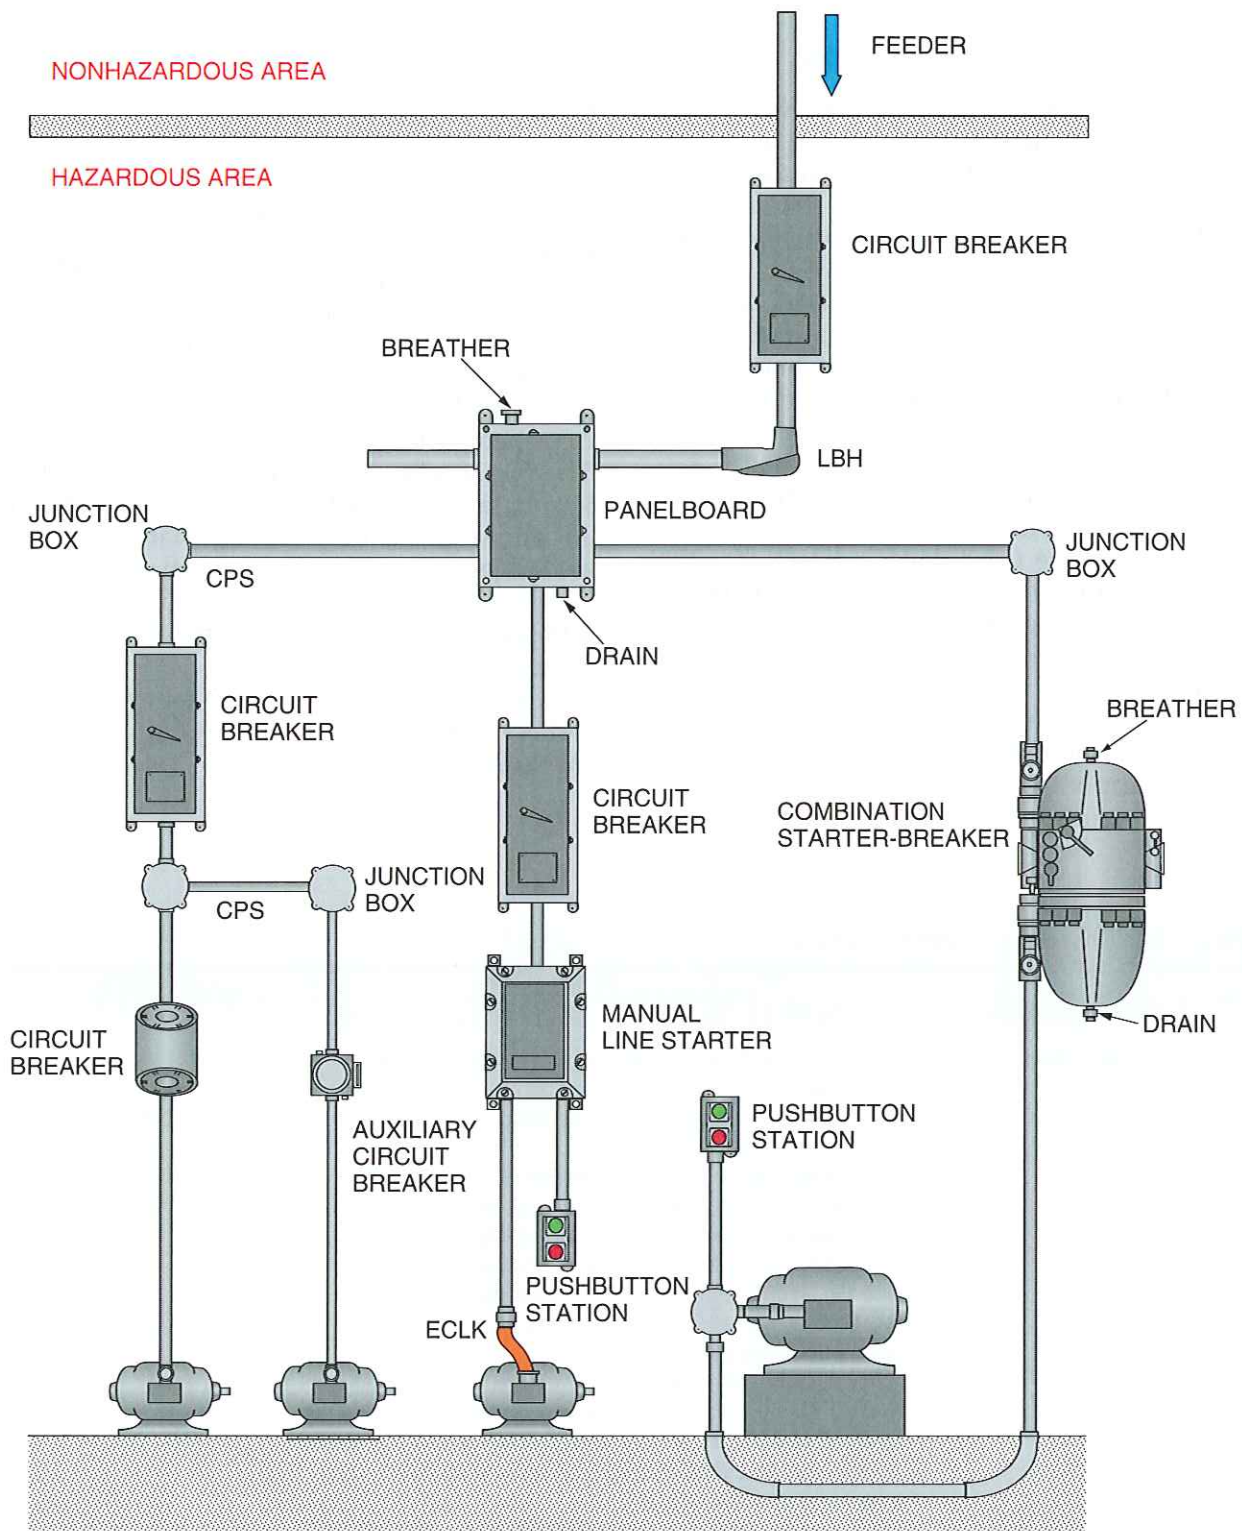 FEEDER
NONHAZARDOUS AREA
HAZARDOUS AREA
CIRCUIT BREAKER
BREATHER
LBH
PANELBOARD
JUNCTION
BOX
CPS
JUNCTION
BOX
DRAIN
CIRCUIT
BREAKER
BREATHER
CIRCUIT
BREAKER
COMBINATION
STARTER-BREAKER
JUNCTION
BOX
CPS
MANUAL
LINE STARTER
DRAIN
CIRCUIT
BREAKER
AUXILIARY
CIRCUIT
BREAKER
PUSHBUTTON
STATION
PUSHBUTTON
STATION
ECLK